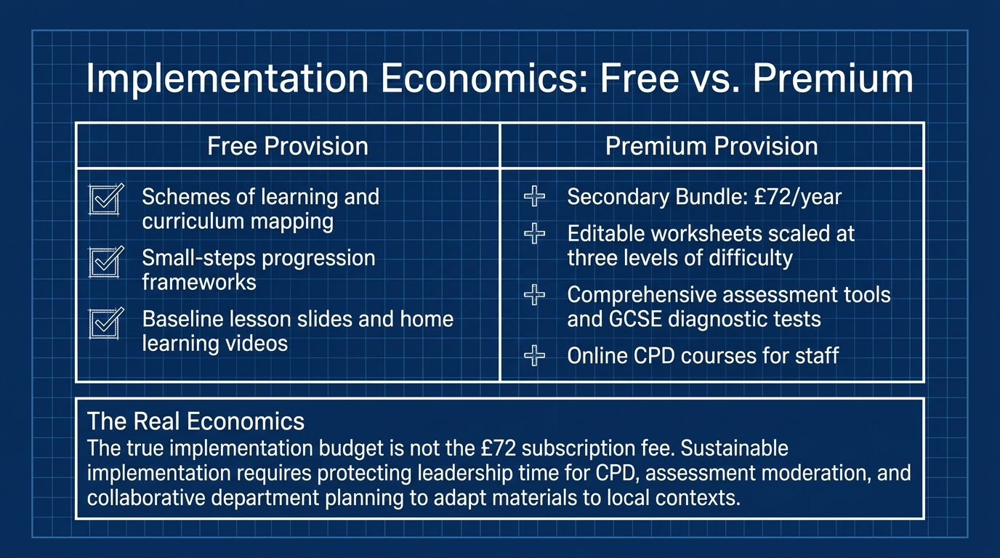 Implementation Economics: Free vs. Premium
Free Provision
Schemes of learning and
curriculum mapping
Small-steps progression
frameworks
Baseline lesson slides and home
learning videos
Premium Provision
Secondary Bundle: £72/year
Editable worksheets scaled at
three levels of difficulty
Comprehensive assessment tools
and GCSE diagnostic tests
Online CPD courses for staff
The Real Economics
The true implementation budget is not the £72 subscription fee. Sustainable
implementation requires protecting leadership time for CPD, assessment moderation, and
collaborative department planning to adapt materials to local contexts.